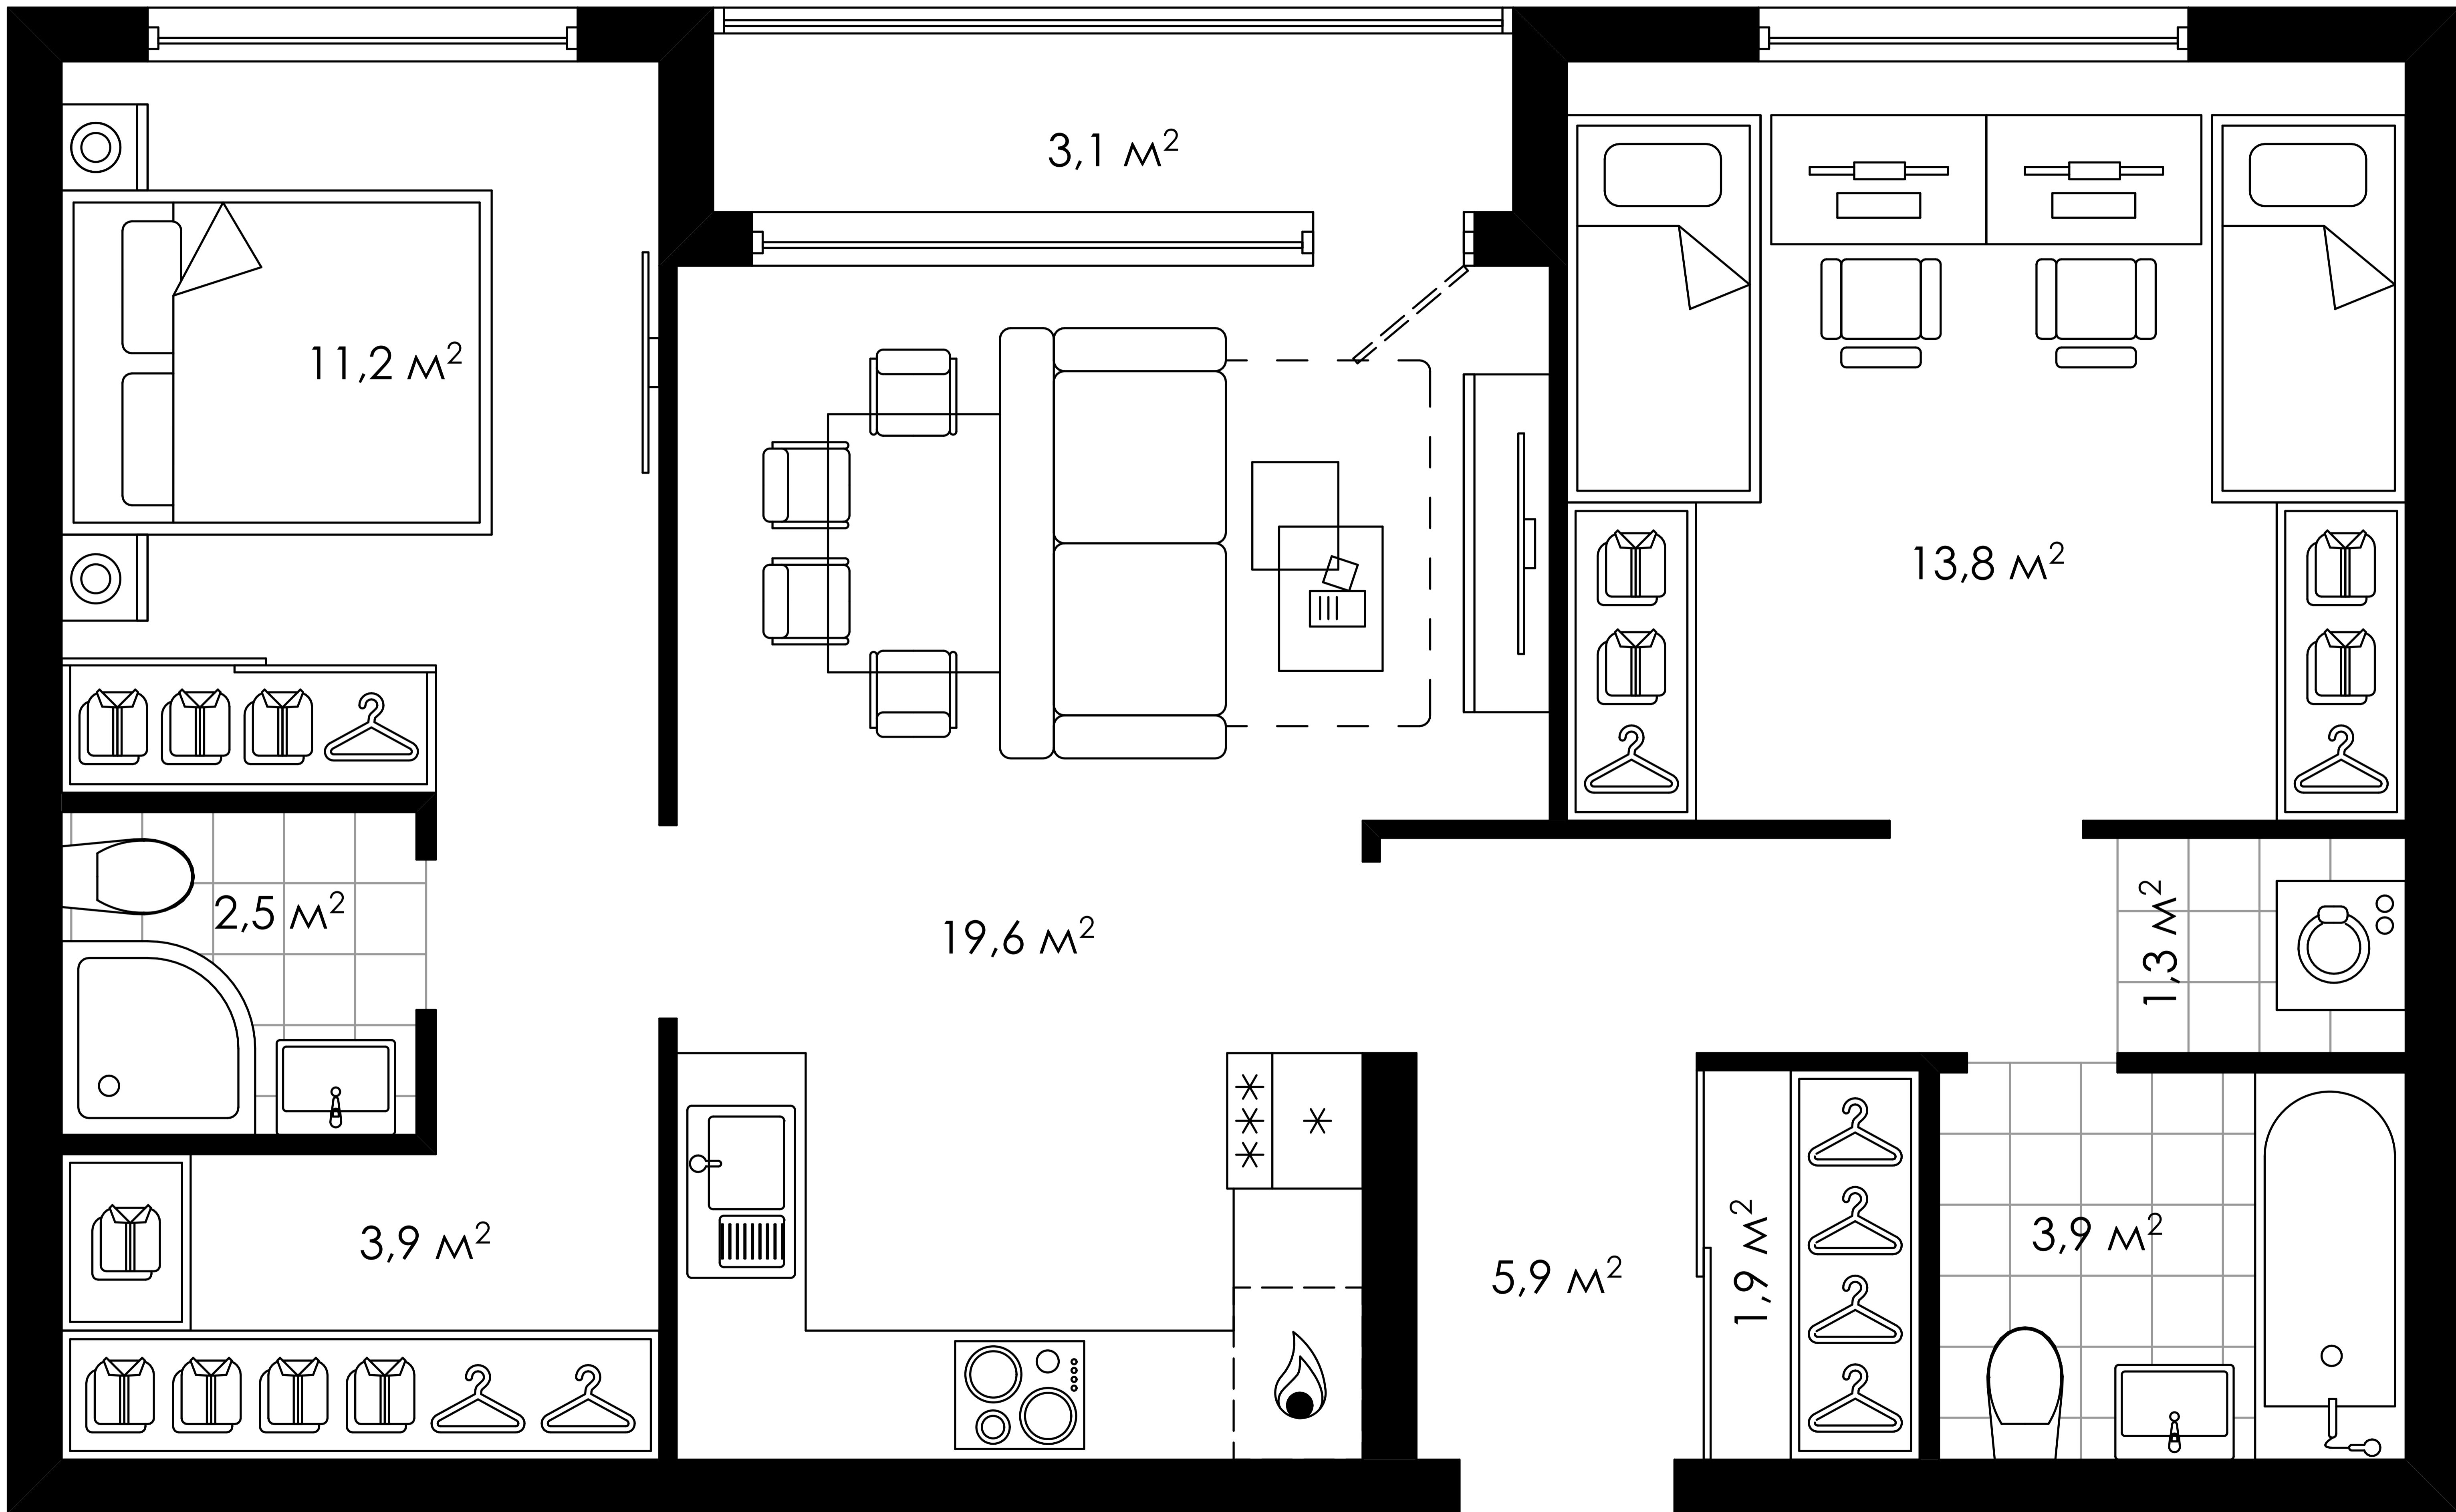 3,1 м²
11,2 м²
13,8 м²
2,5 м²
19,6 м²
1,3 м²
3,9 м²
5,9 м²
1,9 м²
3,9 м²